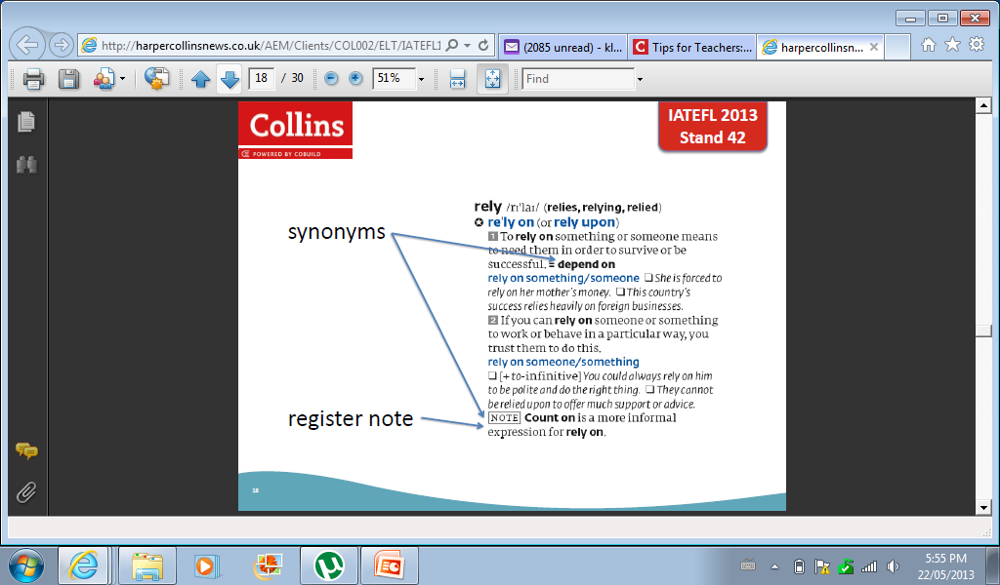 http://harpercollinsnews.co.uk/AEM/Clients/COL002/ELT/IATEFL1
(2085 unread) - kl...
Tips for Teachers:...
harpercollinsn...
18 / 30
51%
Find
Collins
POWERED BY COBUILD
IATEFL 2013
Stand 42
synonyms
rely /rɪˈlaɪ/ (relies, relying, relied)
✪ reˈly on (or rely upon)
1 To rely on something or someone means
to need them in order to survive or be
successful. = depend on
rely on something/someone ❑ She is forced to
rely on her mother's money. ❑ This country's
success relies heavily on foreign businesses.
2 If you can rely on someone or something
to work or behave in a particular way, you
trust them to do this.
rely on someone/something
❑ [+ to-infinitive] You could always rely on him
to be polite and do the right thing. ❑ They cannot
be relied upon to offer much support or advice.
register note
NOTE Count on is a more informal
expression for rely on.
18
5:55 PM
22/05/2013